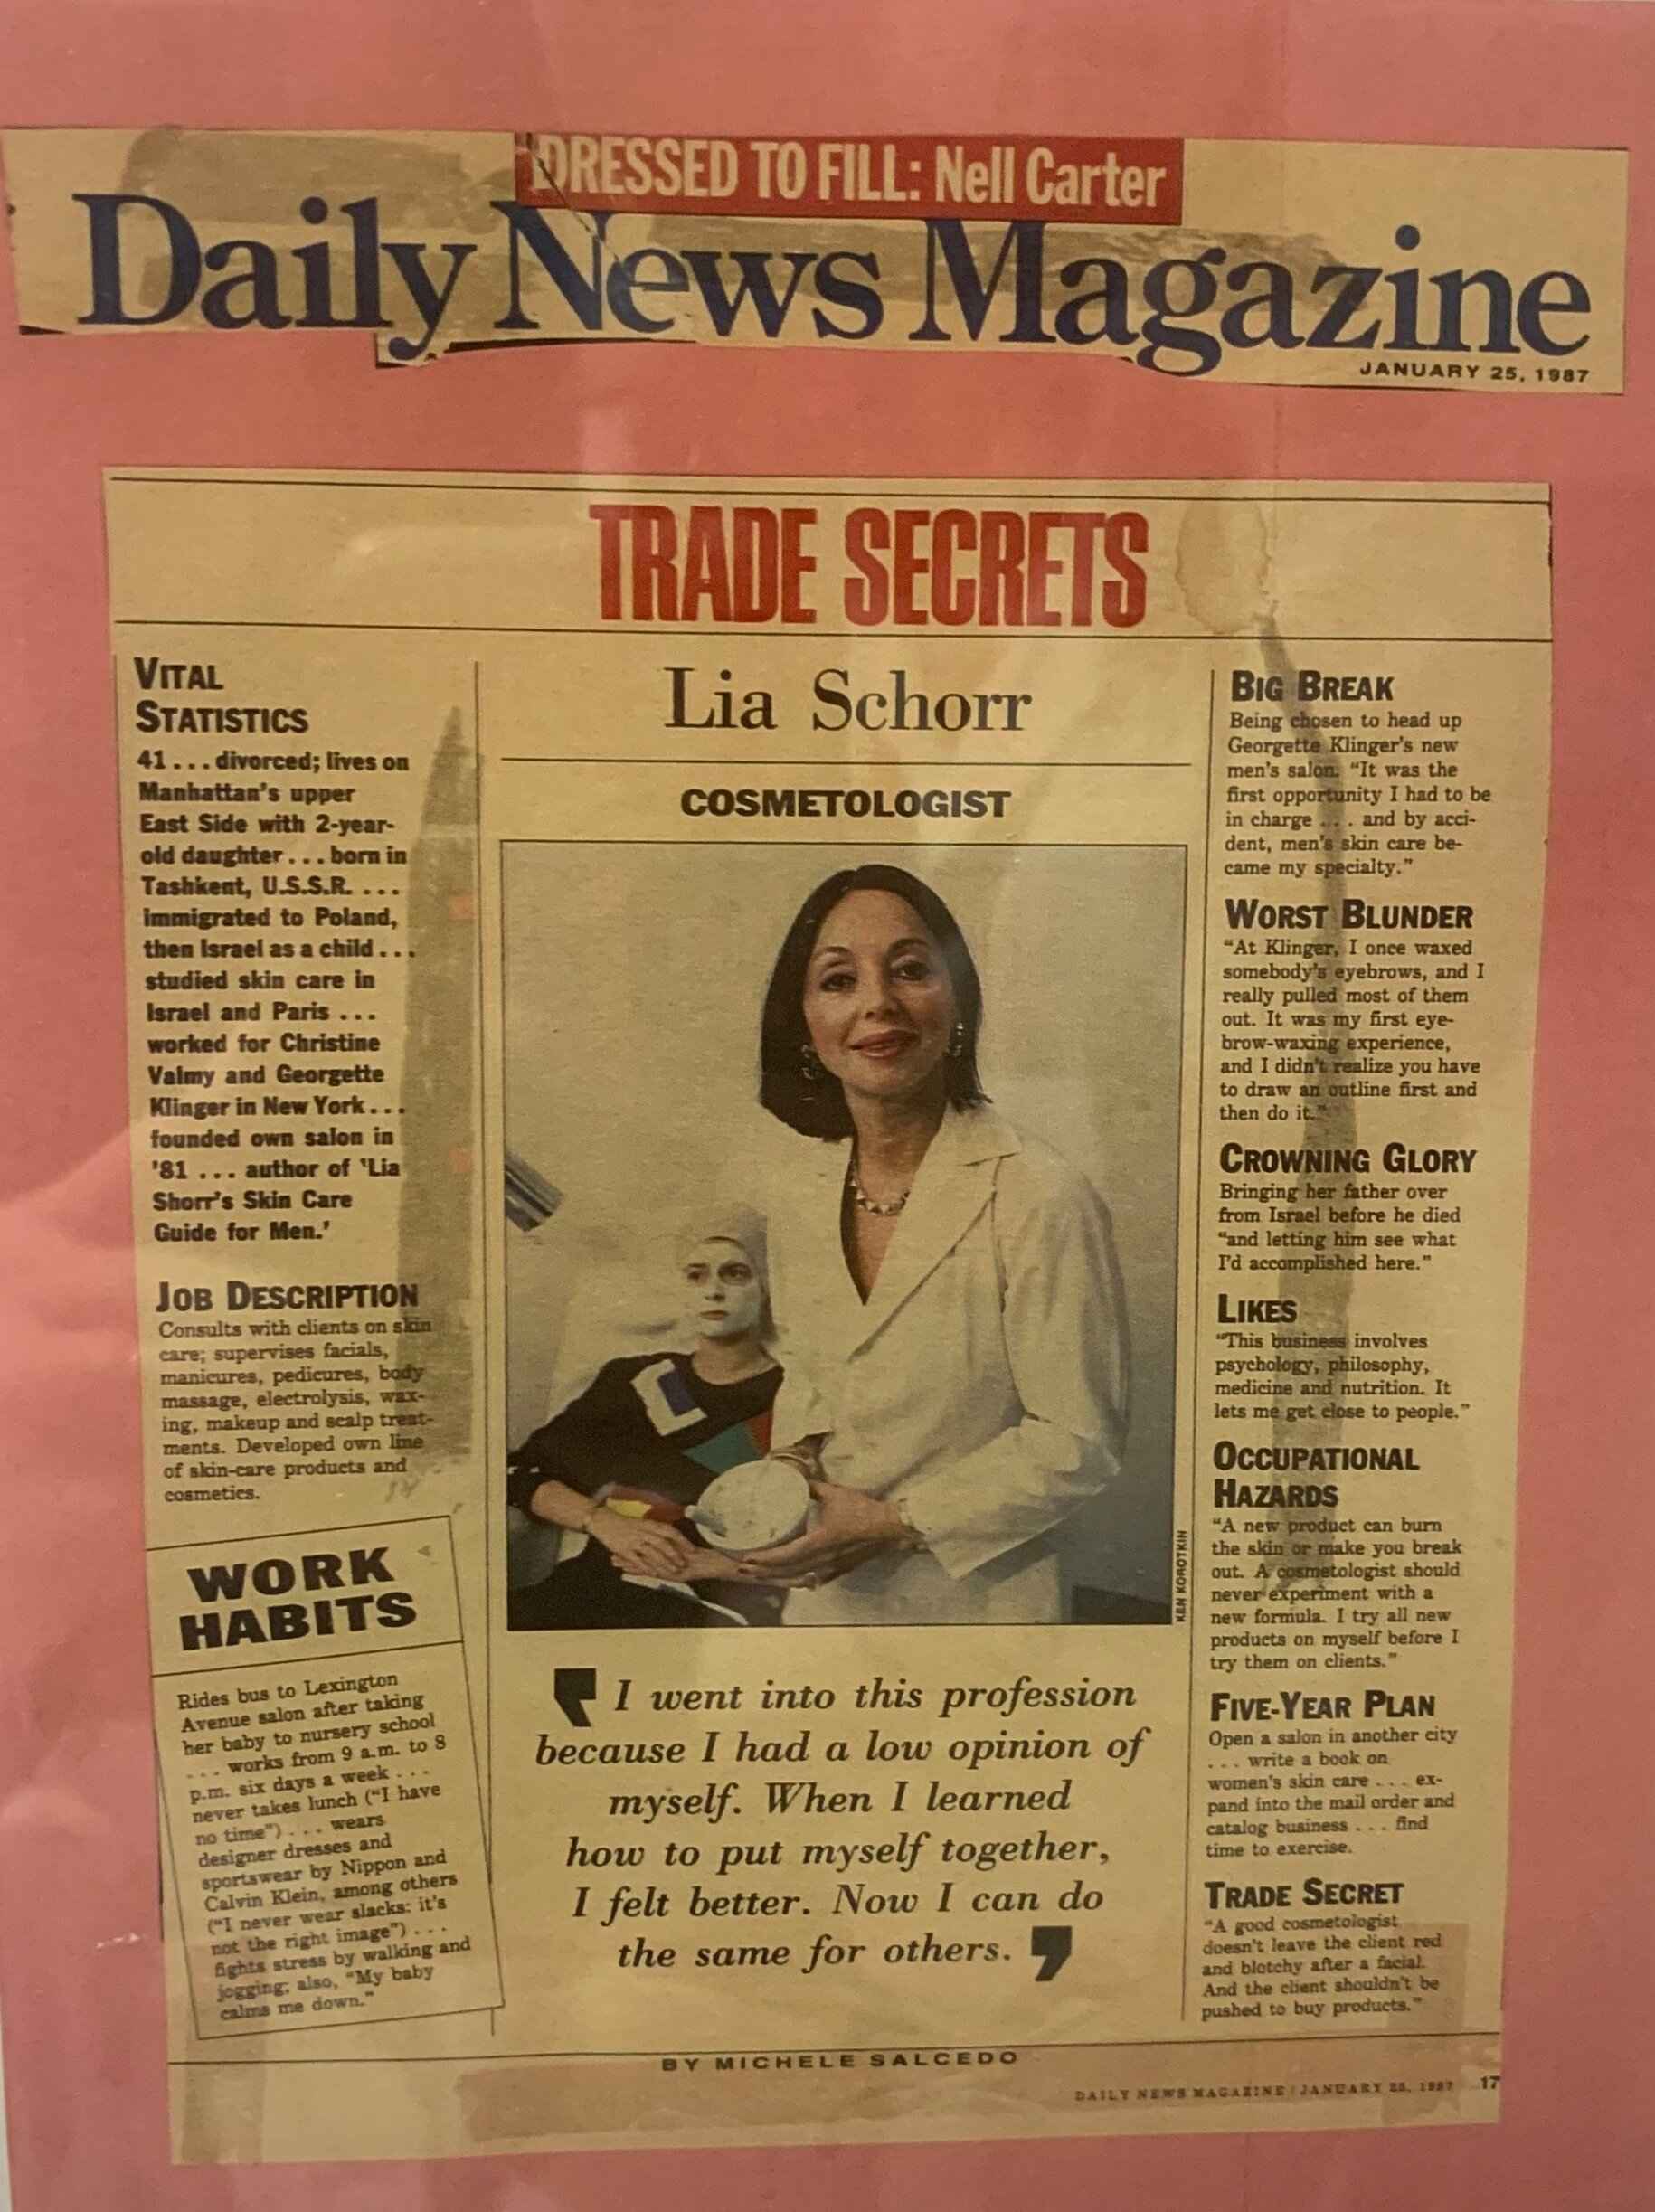 DRESSED TO FILL: Nell Carter
Daily News Magazine
JANUARY 25, 1987
TRADE SECRETS
VITAL
STATISTICS
41 . . . divorced; lives on
Manhattan's upper
East Side with 2-year-
old daughter . . . born in
Tashkent, U.S.S.R. . . .
immigrated to Poland,
then Israel as a child . . .
studied skin care in
Israel and Paris . . .
worked for Christine
Valmy and Georgette
Klinger in New York . . .
founded own salon in
'81 . . . author of 'Lia
Shorr's Skin Care
Guide for Men.'
JOB DESCRIPTION
Consults with clients on skin
care; supervises facials,
manicures, pedicures, body
massage, electrolysis, wax-
ing, makeup and scalp treat-
ments. Developed own line
of skin-care products and
cosmetics.
WORK
HABITS
Rides bus to Lexington
Avenue salon after taking
her baby to nursery school
. . . works from 9 a.m. to 8
p.m. six days a week . . .
never takes lunch ("I have
no time") . . . wears
designer dresses and
sportswear by Nippon and
Calvin Klein, among others
("I never wear slacks: it's
not the right image") . . .
fights stress by walking and
jogging; also, "My baby
calms me down."
Lia Schorr
COSMETOLOGIST
KEN KOROTKIN
❜ I went into this profession
because I had a low opinion of
myself. When I learned
how to put myself together,
I felt better. Now I can do
the same for others. ❜
BIG BREAK
Being chosen to head up
Georgette Klinger's new
men's salon. "It was the
first opportunity I had to be
in charge . . . and by acci-
dent, men's skin care be-
came my specialty."
WORST BLUNDER
"At Klinger, I once waxed
somebody's eyebrows, and I
really pulled most of them
out. It was my first eye-
brow-waxing experience,
and I didn't realize you have
to draw an outline first and
then do it."
CROWNING GLORY
Bringing her father over
from Israel before he died
"and letting him see what
I'd accomplished here."
LIKES
"This business involves
psychology, philosophy,
medicine and nutrition. It
lets me get close to people."
OCCUPATIONAL
HAZARDS
"A new product can burn
the skin or make you break
out. A cosmetologist should
never experiment with a
new formula. I try all new
products on myself before I
try them on clients."
FIVE-YEAR PLAN
Open a salon in another city
. . . write a book on
women's skin care . . . ex-
pand into the mail order and
catalog business . . . find
time to exercise.
TRADE SECRET
"A good cosmetologist
doesn't leave the client red
and blotchy after a facial.
And the client shouldn't be
pushed to buy products."
BY MICHELE SALCEDO
DAILY NEWS MAGAZINE / JANUARY 25, 1987 17